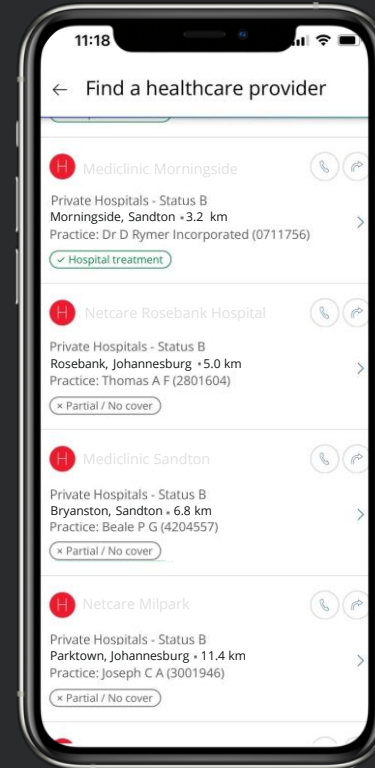 11:18
← Find a healthcare provider
H Mediclinic Morningside
Private Hospitals - Status B
Morningside, Sandton • 3.2 km
Practice: Dr D Rymer Incorporated (0711756)
✓ Hospital treatment
H Netcare Rosebank Hospital
Private Hospitals - Status B
Rosebank, Johannesburg • 5.0 km
Practice: Thomas A F (2801604)
× Partial / No cover
H Mediclinic Sandton
Private Hospitals - Status B
Bryanston, Sandton • 6.8 km
Practice: Beale P G (4204557)
× Partial / No cover
H Netcare Milpark
Private Hospitals - Status B
Parktown, Johannesburg • 11.4 km
Practice: Joseph C A (3001946)
× Partial / No cover